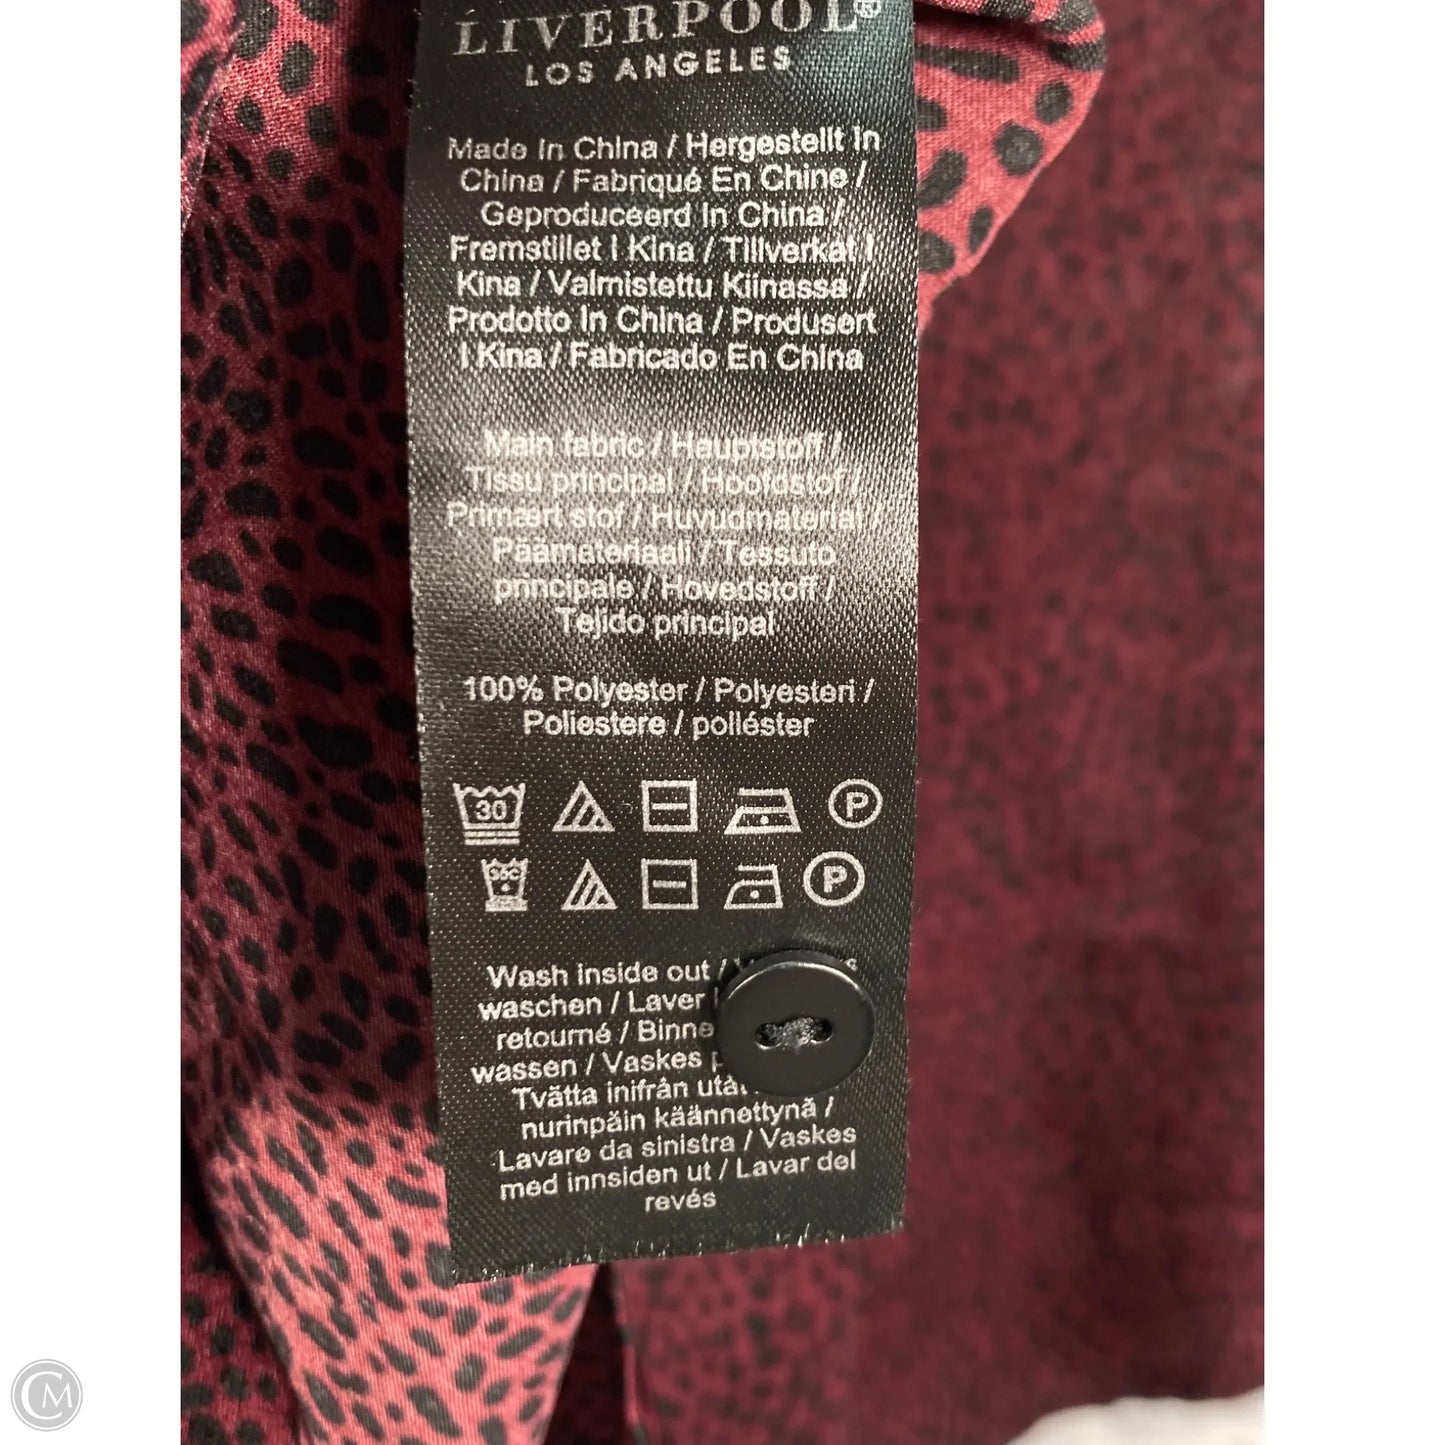 LIVERPOOL®
LOS ANGELES
Made In China / Hergestellt In
China / Fabriqué En Chine /
Geproduceerd In China /
Fremstillet I Kina / Tillverkat I
Kina / Valmistettu Kiinassa /
Prodotto In China / Produsert
I Kina / Fabricado En China
Main fabric / Hauptstoff /
Tissu principal / Hoofdstof /
Primært stof / Huvudmaterial /
Päämateriaali / Tessuto
principale / Hovedstoff /
Tejido principal
100% Polyester / Polyesteri /
Poliestere / poliéster
30 P
P
Wash inside out /
waschen / Laver
retourné / Binne
wassen / Vaskes
Tvätta inifrån utåt
nurinpäin käännettynä /
Lavare da sinistra / Vaskes
med innsiden ut / Lavar del
revés
CM